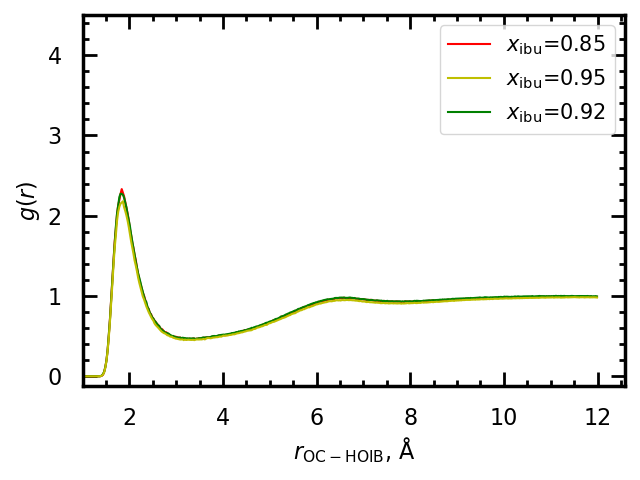 x_ibu=0.85
x_ibu=0.95
x_ibu=0.92
g(r)
4
3
2
1
0
2 4 6 8 10 12
r_OC−HOIB, Å